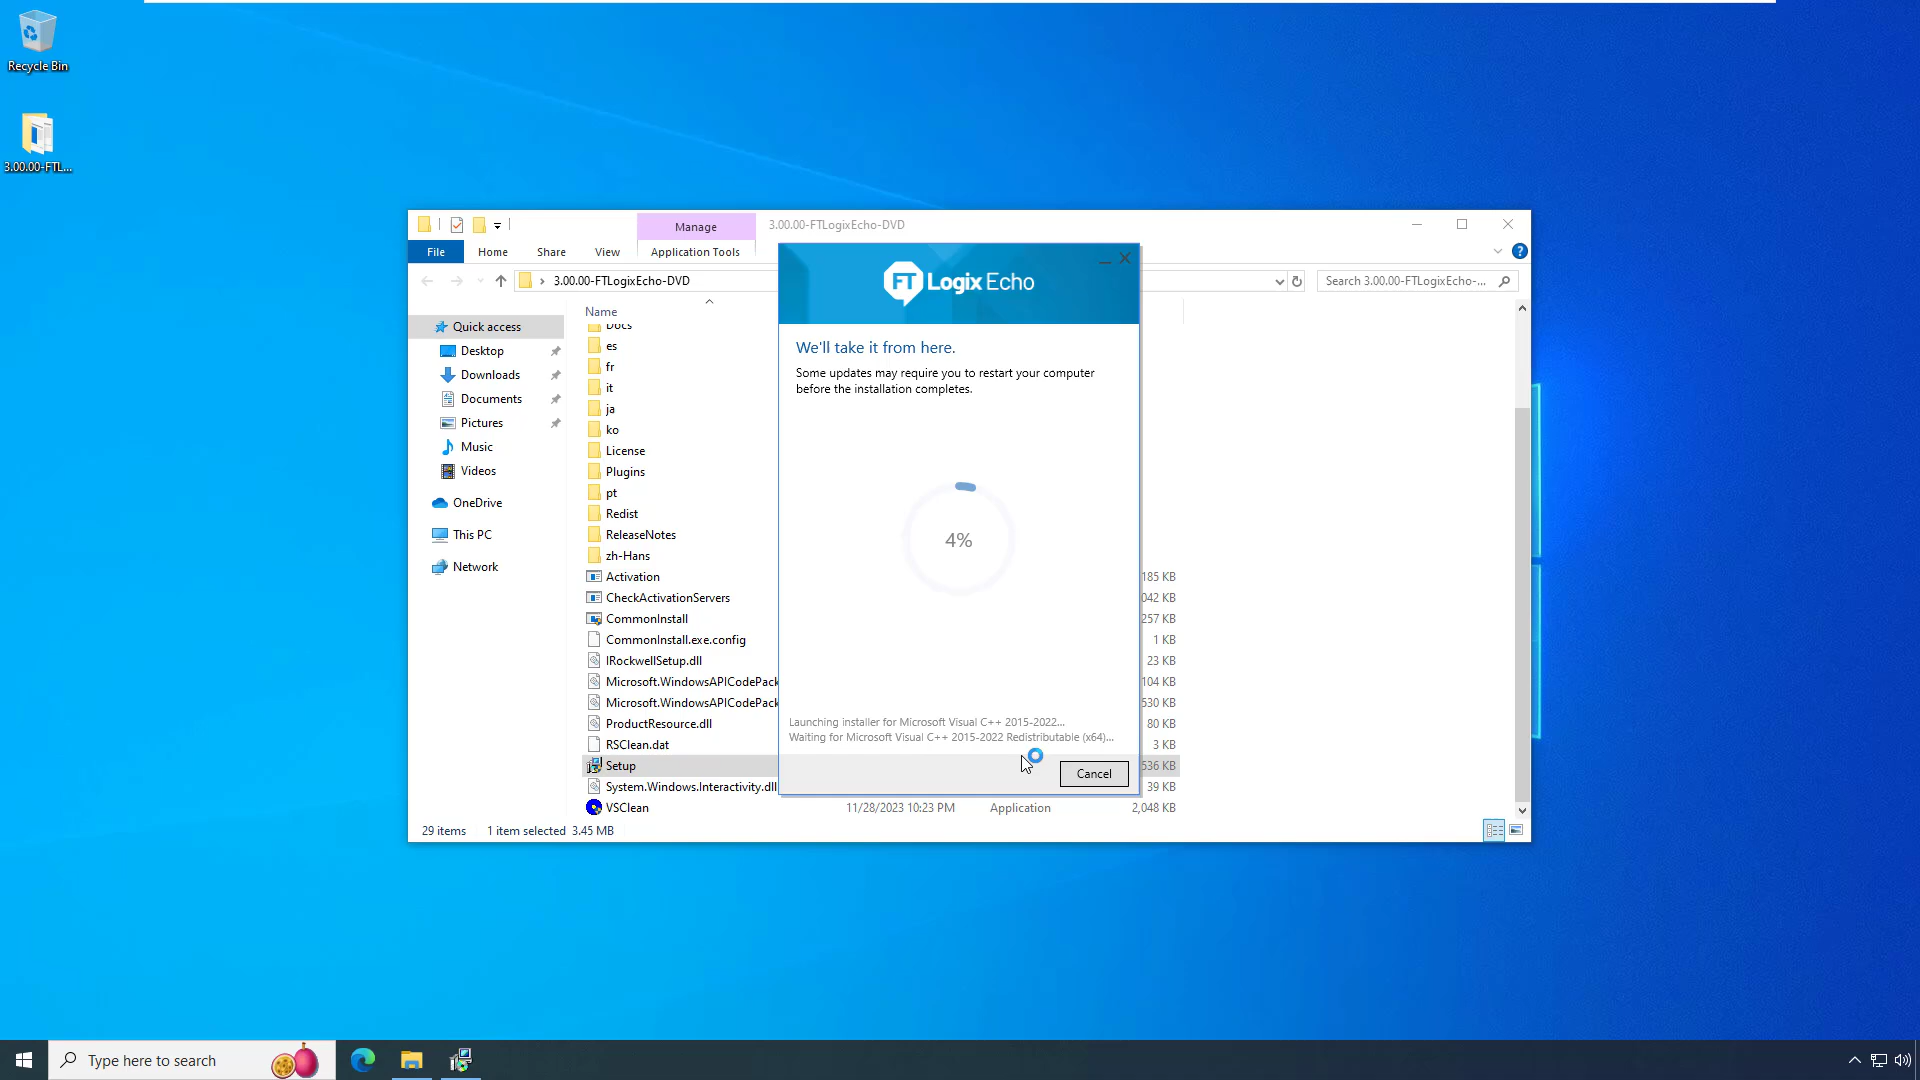 Recycle Bin
3.00.00-FTL...
Manage
3.00.00-FTLogixEcho-DVD
File
Home
Share
View
Application Tools
3.00.00-FTLogixEcho-DVD
Search 3.00.00-FTLogixEcho-...
Quick access
Desktop
Downloads
Documents
Pictures
Music
Videos
OneDrive
This PC
Network
Name
Docs
es
fr
it
ja
ko
License
Plugins
pt
Redist
ReleaseNotes
zh-Hans
Activation
185 KB
CheckActivationServers
042 KB
CommonInstall
257 KB
CommonInstall.exe.config
1 KB
IRockwellSetup.dll
23 KB
Microsoft.WindowsAPICodePack
104 KB
Microsoft.WindowsAPICodePack
530 KB
ProductResource.dll
80 KB
RSClean.dat
3 KB
Setup
536 KB
System.Windows.Interactivity.dll
39 KB
VSClean
11/28/2023 10:23 PM
Application
2,048 KB
29 items
1 item selected 3.45 MB
FT Logix Echo
We'll take it from here.
Some updates may require you to restart your computer
before the installation completes.
4%
Launching installer for Microsoft Visual C++ 2015-2022...
Waiting for Microsoft Visual C++ 2015-2022 Redistributable (x64)...
Cancel
Type here to search